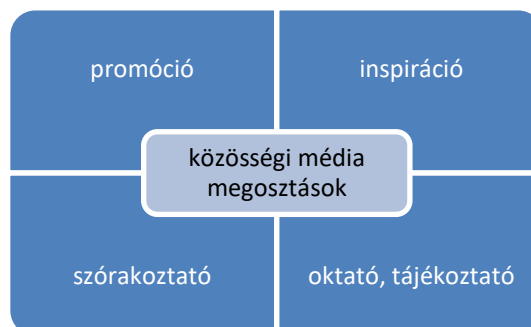 promóció
inspiráció
közösségi média
megosztások
szórakoztató
oktató, tájékoztató